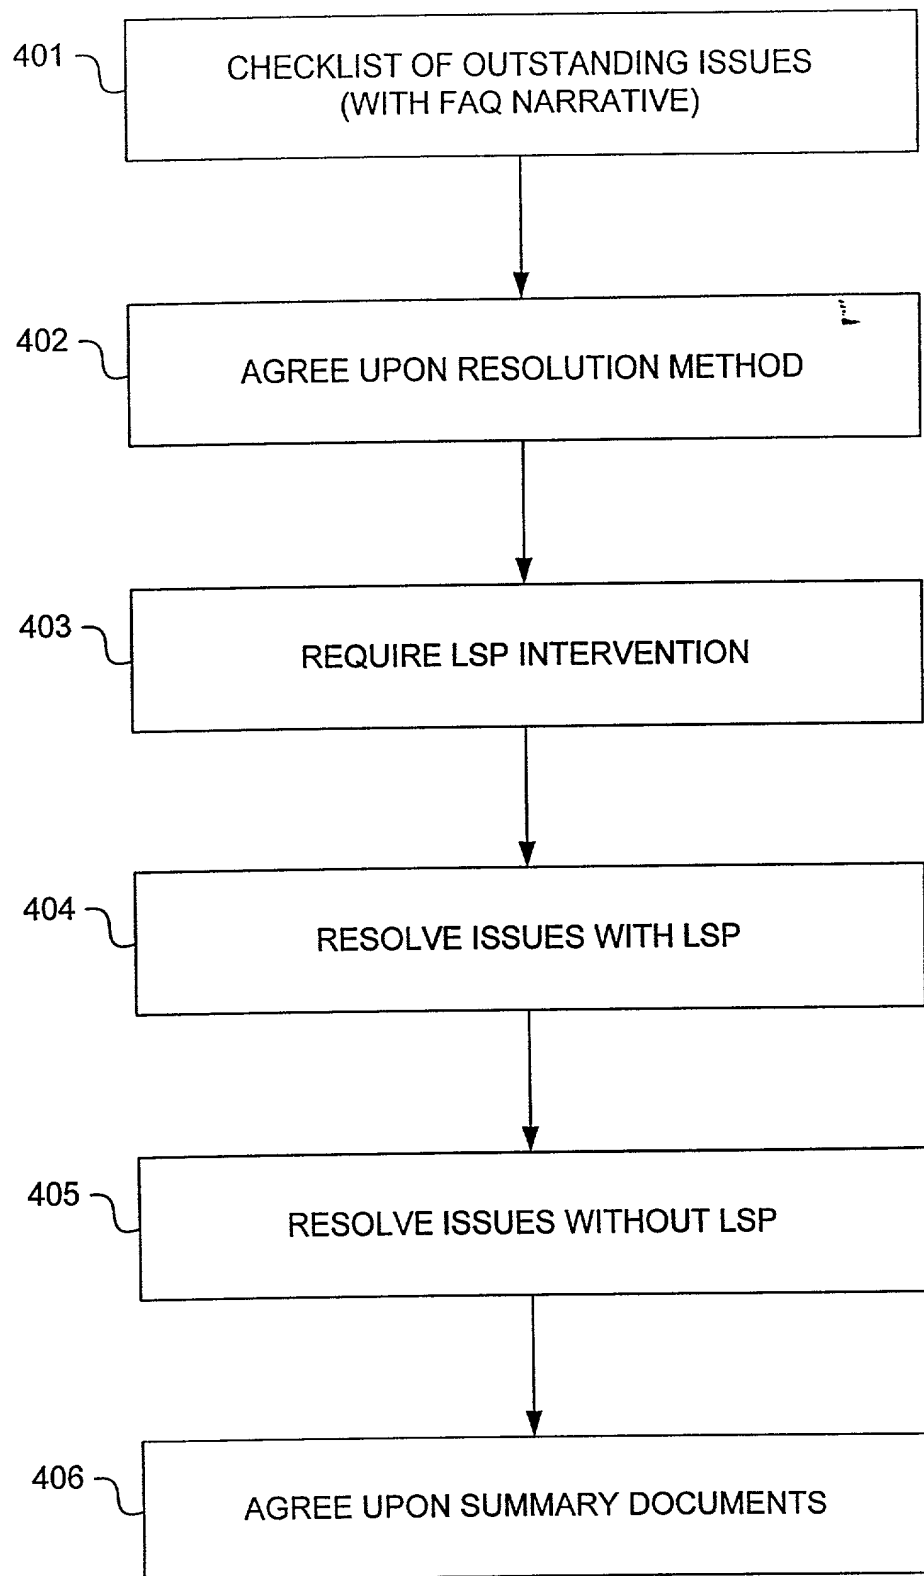 401
CHECKLIST OF OUTSTANDING ISSUES
(WITH FAQ NARRATIVE)
402
AGREE UPON RESOLUTION METHOD
403
REQUIRE LSP INTERVENTION
404
RESOLVE ISSUES WITH LSP
405
RESOLVE ISSUES WITHOUT LSP
406
AGREE UPON SUMMARY DOCUMENTS